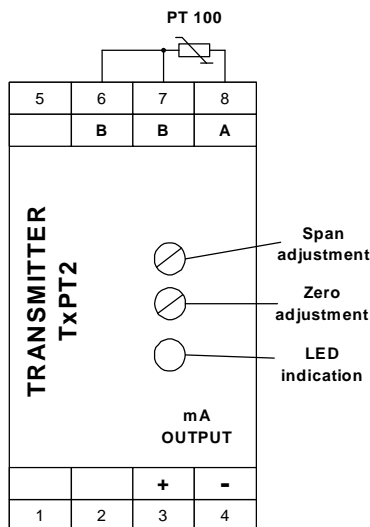 PT 100
5 6 7 8
B B A
TRANSMITTER
TxPT2
Span
adjustment
Zero
adjustment
LED
indication
mA
OUTPUT
+ -
1 2 3 4